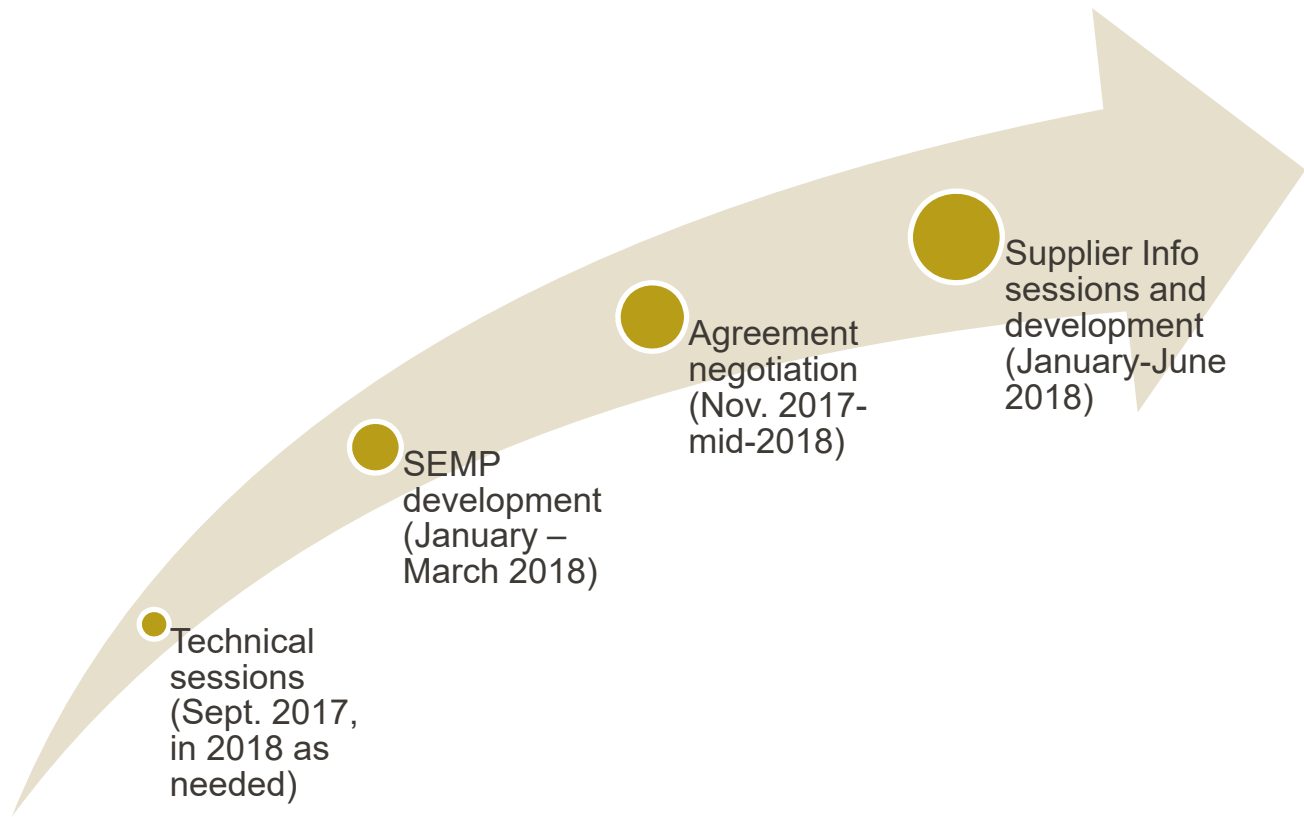 Technical
sessions
(Sept. 2017,
in 2018 as
needed)
SEMP
development
(January –
March 2018)
Agreement
negotiation
(Nov. 2017-
mid-2018)
Supplier Info
sessions and
development
(January-June
2018)